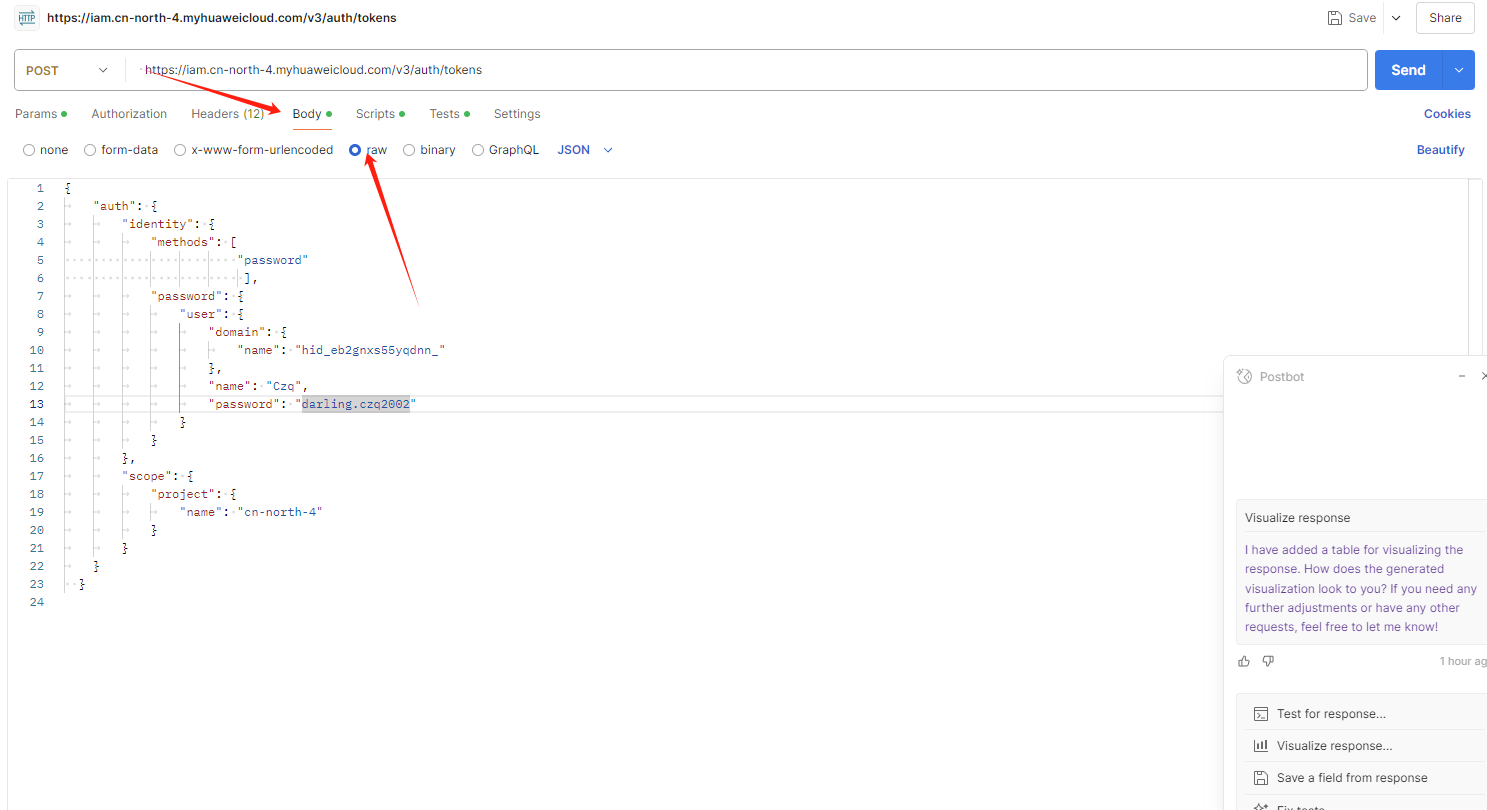 HTTP https://iam.cn-north-4.myhuaweicloud.com/v3/auth/tokens Save Share
POST https://iam.cn-north-4.myhuaweicloud.com/v3/auth/tokens Send
Params Authorization Headers (12) Body Scripts Tests Settings Cookies
none form-data x-www-form-urlencoded raw binary GraphQL JSON Beautify
1 {
2 "auth": {
3 "identity": {
4 "methods": [
5 "password"
6 ],
7 "password": {
8 "user": {
9 "domain": {
10 "name": "hid_eb2gnxs55yqdnn_"
11 },
12 "name": "Czq",
13 "password": "darling.czq2002"
14 }
15 }
16 },
17 "scope": {
18 "project": {
19 "name": "cn-north-4"
20 }
21 }
22 }
23 }
24
Postbot
Visualize response
I have added a table for visualizing the
response. How does the generated
visualization look to you? If you need any
further adjustments or have any other
requests, feel free to let me know!
1 hour ag
Test for response...
Visualize response...
Save a field from response
Fix tests